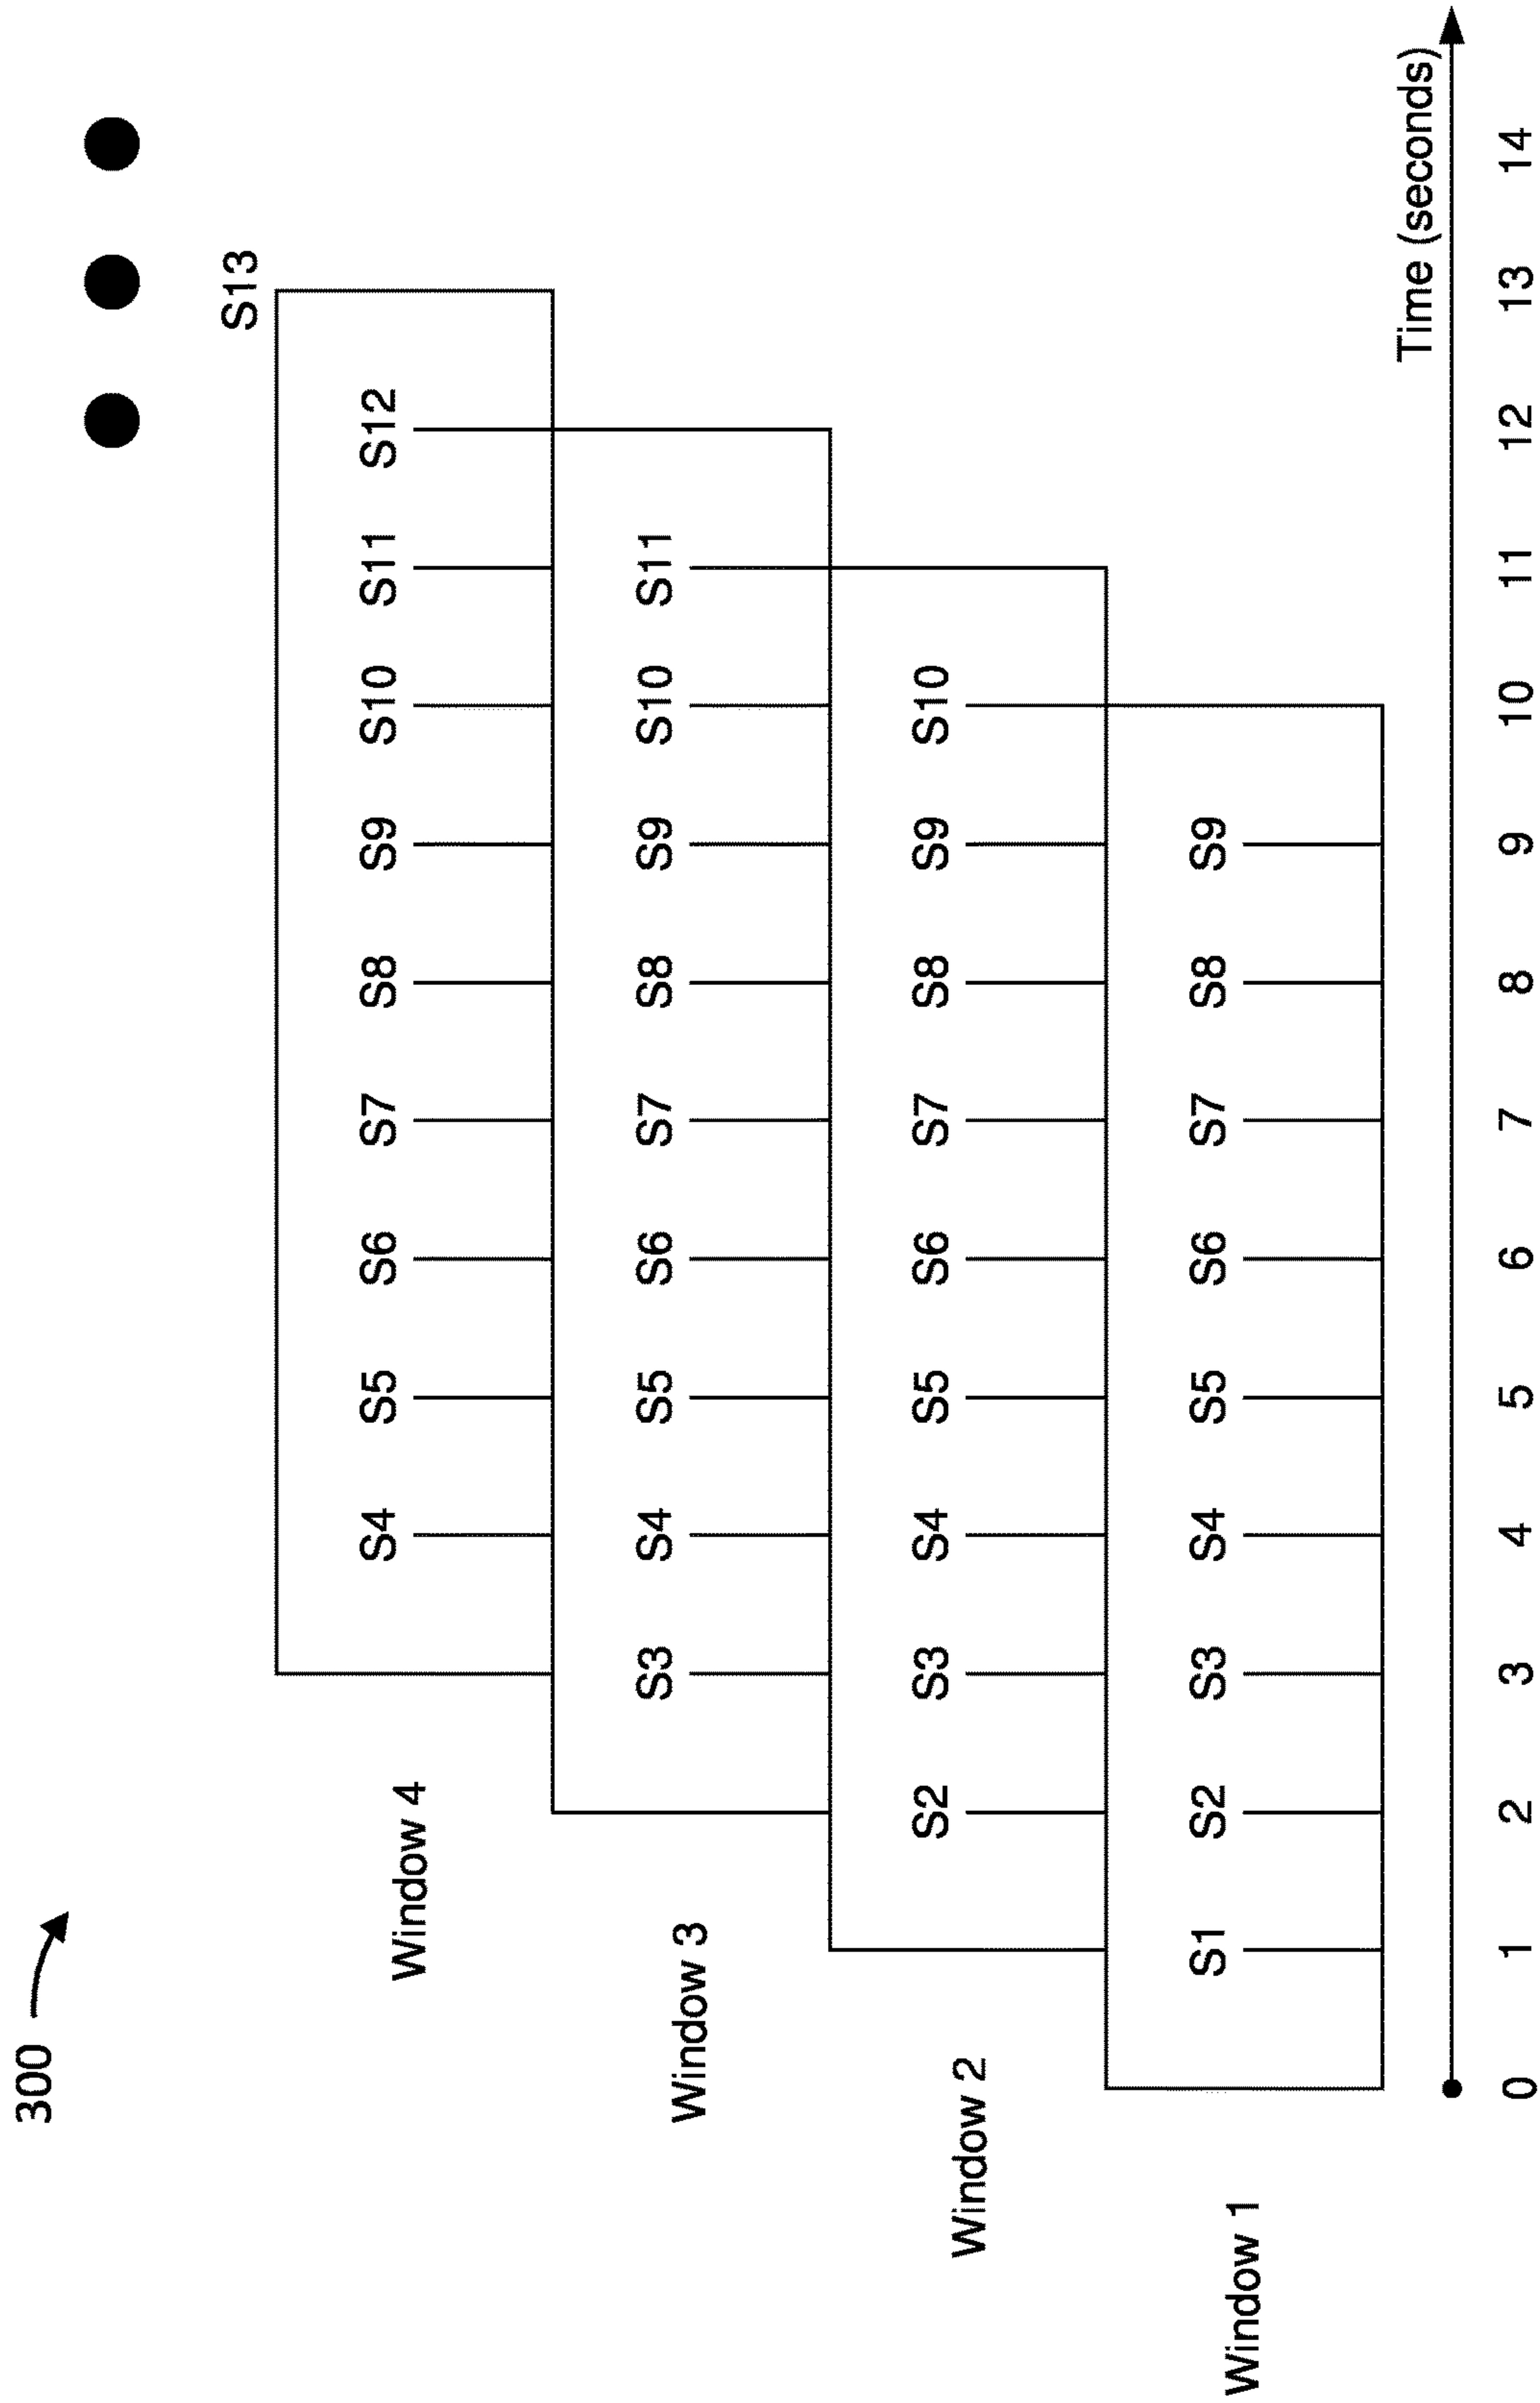 300
S13
Window 4
S4 S5 S6 S7 S8 S9 S10 S11 S12
Window 3
S3 S4 S5 S6 S7 S8 S9 S10 S11
Window 2
S2 S3 S4 S5 S6 S7 S8 S9 S10
Window 1
S1 S2 S3 S4 S5 S6 S7 S8 S9
Time (seconds)
0 1 2 3 4 5 6 7 8 9 10 11 12 13 14